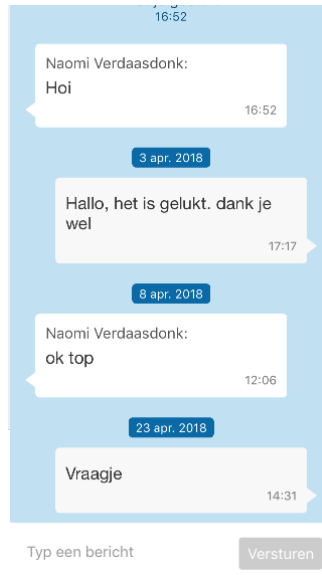 16:52
Naomi Verdaasdonk:
Hoi
16:52
3 apr. 2018
Hallo, het is gelukt. dank je
wel
17:17
8 apr. 2018
Naomi Verdaasdonk:
ok top
12:06
23 apr. 2018
Vraagje
14:31
Typ een bericht
Versturen